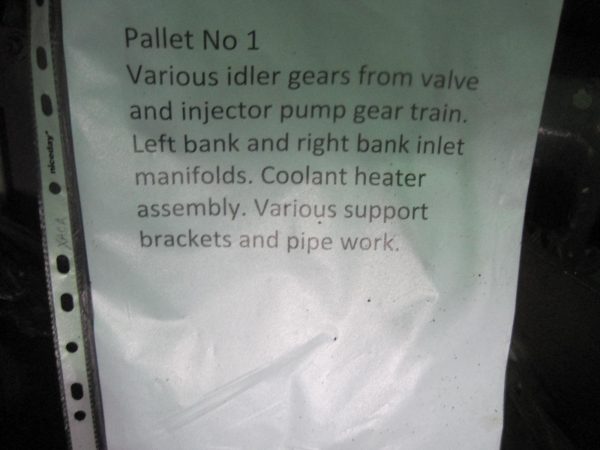 Pallet No 1
Various idler gears from valve
and injector pump gear train.
Left bank and right bank inlet
manifolds. Coolant heater
assembly. Various support
brackets and pipe work.
niceday